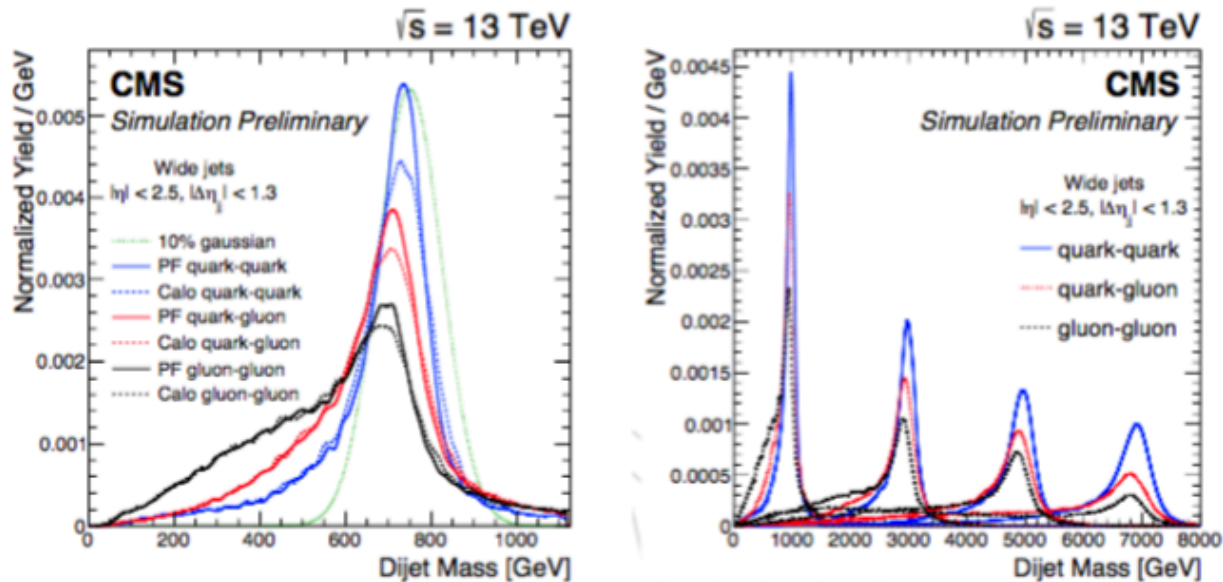 √s = 13 TeV
Normalized Yield / GeV
CMS
Simulation Preliminary
Wide jets
|η| < 2.5, |Δη_jj| < 1.3
10% gaussian
PF quark-quark
Calo quark-quark
PF quark-gluon
Calo quark-gluon
PF gluon-gluon
Calo gluon-gluon
0.005
0.004
0.003
0.002
0.001
0
0 200 400 600 800 1000
Dijet Mass [GeV]
√s = 13 TeV
Normalized Yield / GeV
CMS
Simulation Preliminary
Wide jets
|η| < 2.5, |Δη_jj| < 1.3
quark-quark
quark-gluon
gluon-gluon
0.0045
0.004
0.0035
0.003
0.0025
0.002
0.0015
0.001
0.0005
0
0 1000 2000 3000 4000 5000 6000 7000 8000
Dijet Mass [GeV]